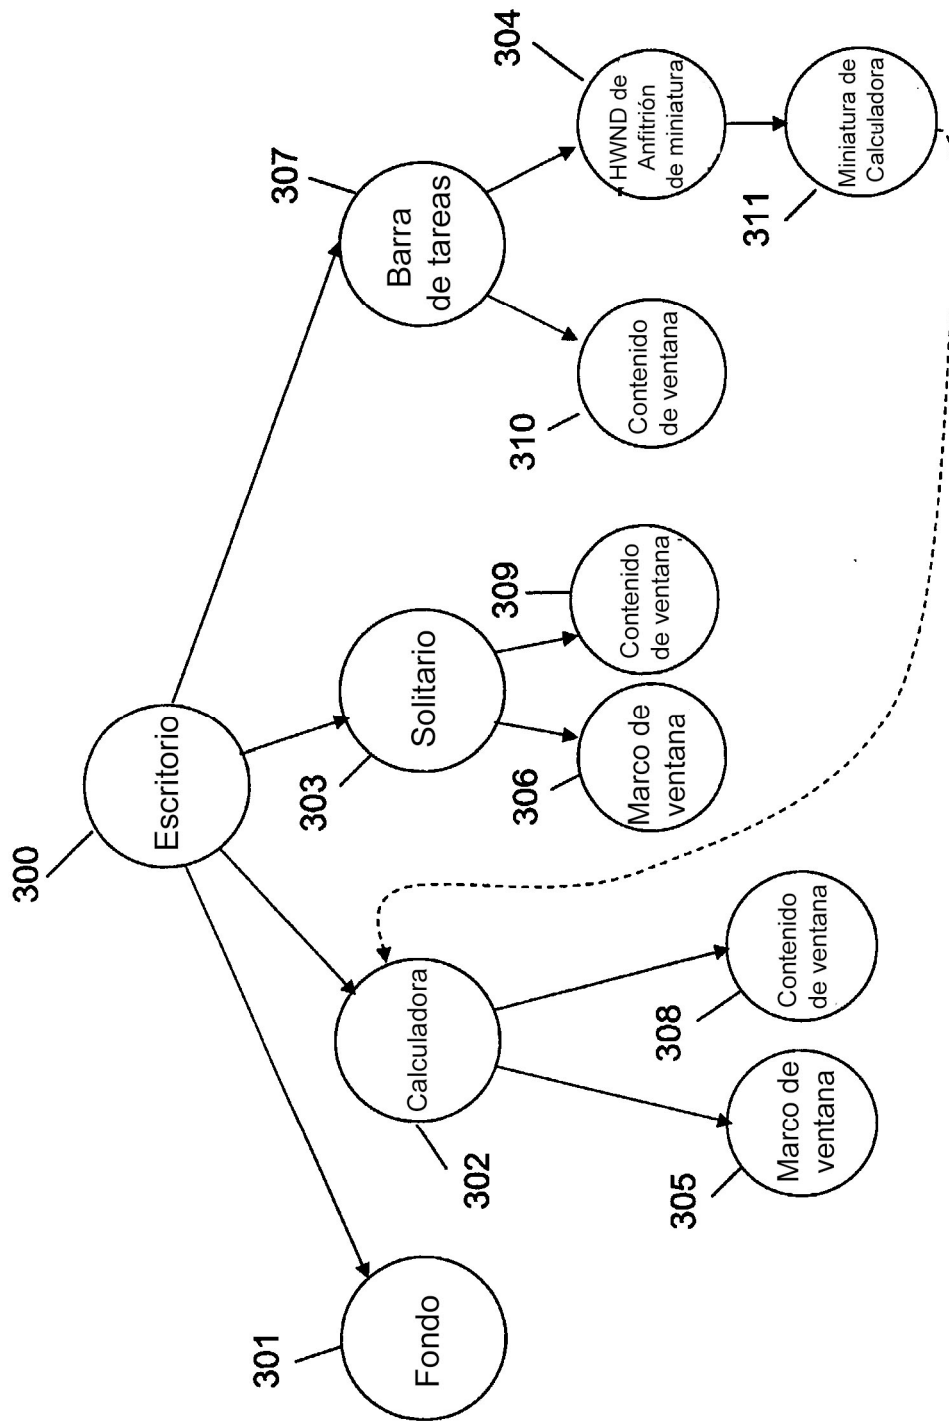 300
Escritorio
301
Fondo
302
Calculadora
303
Solitario
307
Barra
de tareas
305
Marco de
ventana
308
Contenido
de ventana
306
Marco de
ventana
309
Contenido
de ventana
310
Contenido
de ventana
304
HWND de
Anfitrión
de miniatura
311
Miniatura de
Calculadora